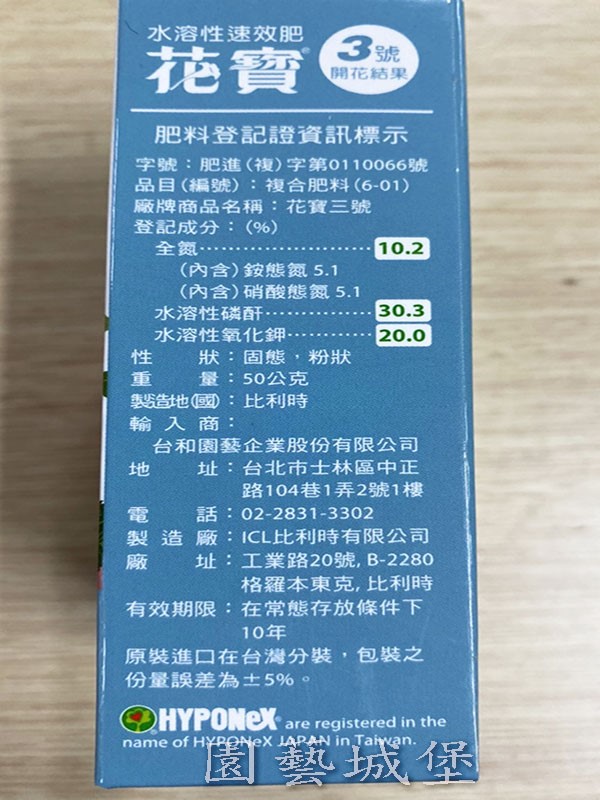 水溶性速效肥
花寶® 3號
開花結果
肥料登記證資訊標示
字號：肥進(複)字第0110066號
品目(編號)：複合肥料(6-01)
廠牌商品名稱：花寶三號
登記成分：(%)
全氮························10.2
(內含)銨態氮 5.1
(內含)硝酸態氮 5.1
水溶性磷酐················30.3
水溶性氧化鉀············20.0
性狀：固態，粉狀
重量：50公克
製造地(國)：比利時
輸入商：
台和園藝企業股份有限公司
地址：台北市士林區中正
路104巷1弄2號1樓
電話：02-2831-3302
製造廠：ICL比利時有限公司
廠址：工業路20號, B-2280
格羅本東克, 比利時
有效期限：在常態存放條件下
10年
原裝進口在台灣分裝，包裝之
份量誤差為±5%。
HYPONeX® are registered in the
name of HYPONeX JAPAN in Taiwan.
園藝城堡